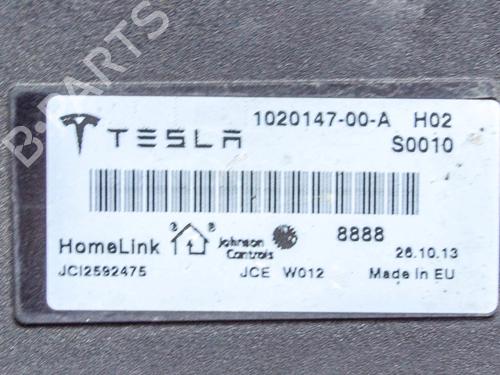 B-PARTS
TESLA 1020147-00-A H02
S0010
HomeLink Johnson Controls 8888 26.10.13
JCI2592475 JCE W012 Made In EU